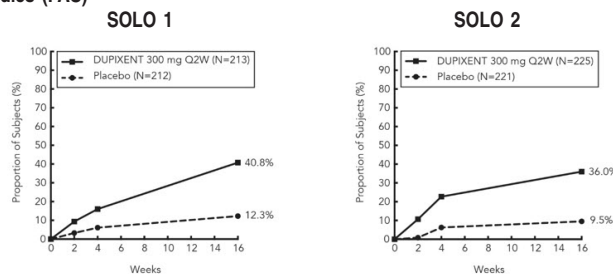 SOLO 1
100
90
80
70
60
50
40
30
20
10
0
Proportion of Subjects (%)
DUPIXENT 300 mg Q2W (N=213)
Placebo (N=212)
40.8%
12.3%
0 2 4 6 8 10 12 14 16
Weeks
SOLO 2
100
90
80
70
60
50
40
30
20
10
0
Proportion of Subjects (%)
DUPIXENT 300 mg Q2W (N=225)
Placebo (N=221)
36.0%
9.5%
0 2 4 6 8 10 12 14 16
Weeks